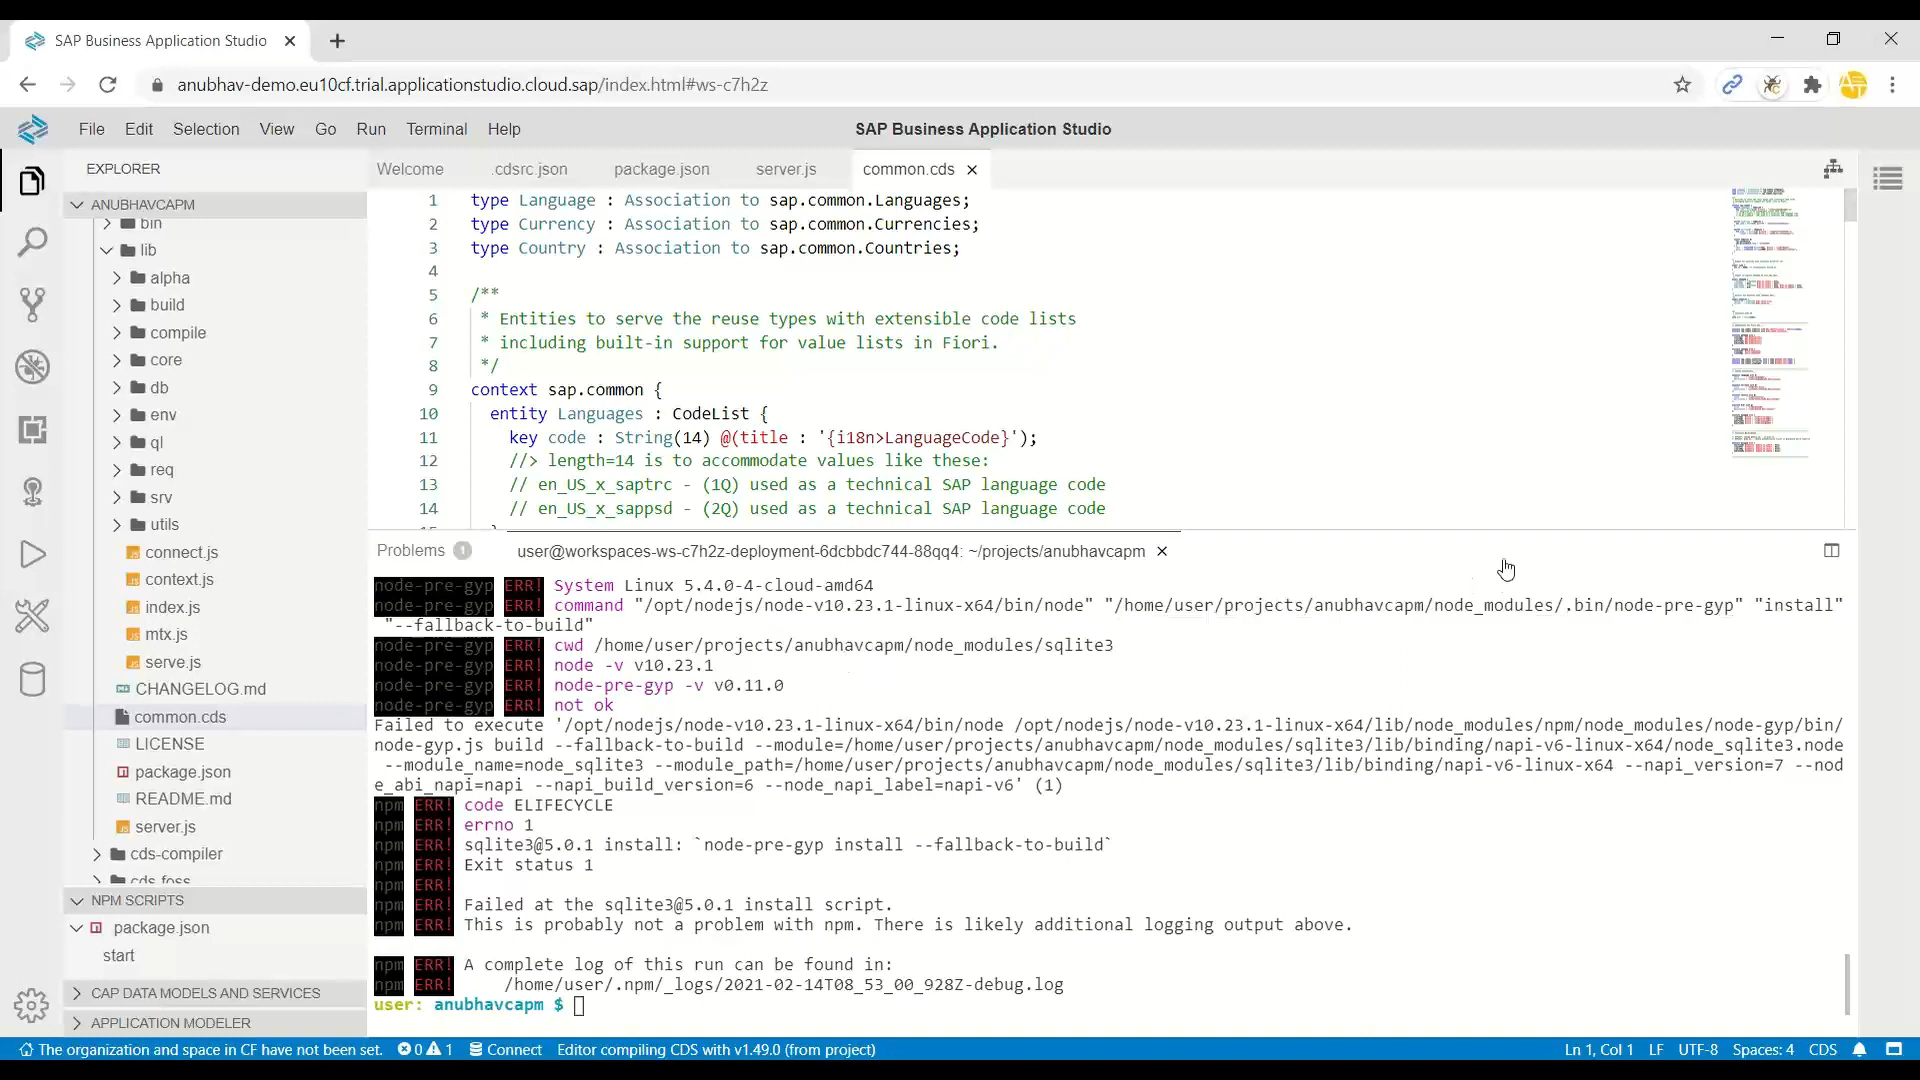 SAP Business Application Studio
anubhav-demo.eu10cf.trial.applicationstudio.cloud.sap/index.html#ws-c7h2z
File Edit Selection View Go Run Terminal Help
SAP Business Application Studio
EXPLORER
ANUBHAVCAPM
bin
lib
alpha
build
compile
core
db
env
ql
req
srv
utils
connect.js
context.js
index.js
mtx.js
serve.js
CHANGELOG.md
common.cds
LICENSE
package.json
README.md
server.js
cds-compiler
cds-foss
NPM SCRIPTS
package.json
start
CAP DATA MODELS AND SERVICES
APPLICATION MODELER
Welcome .cdsrc.json package.json server.js common.cds
1 type Language : Association to sap.common.Languages;
2 type Currency : Association to sap.common.Currencies;
3 type Country : Association to sap.common.Countries;
4
5 /**
6 * Entities to serve the reuse types with extensible code lists
7 * including built-in support for value lists in Fiori.
8 */
9 context sap.common {
10 entity Languages : CodeList {
11 key code : String(14) @(title : '{i18n>LanguageCode}');
12 //> length=14 is to accommodate values like these:
13 // en_US_x_saptrc - (1Q) used as a technical SAP language code
14 // en_US_x_sappsd - (2Q) used as a technical SAP language code
Problems 1 user@workspaces-ws-c7h2z-deployment-6dcbbdc744-88qq4: ~/projects/anubhavcapm
node-pre-gyp ERR! System Linux 5.4.0-4-cloud-amd64
node-pre-gyp ERR! command "/opt/nodejs/node-v10.23.1-linux-x64/bin/node" "/home/user/projects/anubhavcapm/node_modules/.bin/node-pre-gyp" "install"
"--fallback-to-build"
node-pre-gyp ERR! cwd /home/user/projects/anubhavcapm/node_modules/sqlite3
node-pre-gyp ERR! node -v v10.23.1
node-pre-gyp ERR! node-pre-gyp -v v0.11.0
node-pre-gyp ERR! not ok
Failed to execute '/opt/nodejs/node-v10.23.1-linux-x64/bin/node /opt/nodejs/node-v10.23.1-linux-x64/lib/node_modules/npm/node_modules/node-gyp/bin/
node-gyp.js build --fallback-to-build --module=/home/user/projects/anubhavcapm/node_modules/sqlite3/lib/binding/napi-v6-linux-x64/node_sqlite3.node
--module_name=node_sqlite3 --module_path=/home/user/projects/anubhavcapm/node_modules/sqlite3/lib/binding/napi-v6-linux-x64 --napi_version=7 --nod
e_abi_napi=napi --napi_build_version=6 --node_napi_label=napi-v6' (1)
npm ERR! code ELIFECYCLE
npm ERR! errno 1
npm ERR! sqlite3@5.0.1 install: `node-pre-gyp install --fallback-to-build`
npm ERR! Exit status 1
npm ERR!
npm ERR! Failed at the sqlite3@5.0.1 install script.
npm ERR! This is probably not a problem with npm. There is likely additional logging output above.
npm ERR! A complete log of this run can be found in:
npm ERR! /home/user/.npm/_logs/2021-02-14T08_53_00_928Z-debug.log
user: anubhavcapm $
The organization and space in CF have not been set. 0 1 Connect Editor compiling CDS with v1.49.0 (from project) Ln 1, Col 1 LF UTF-8 Spaces: 4 CDS